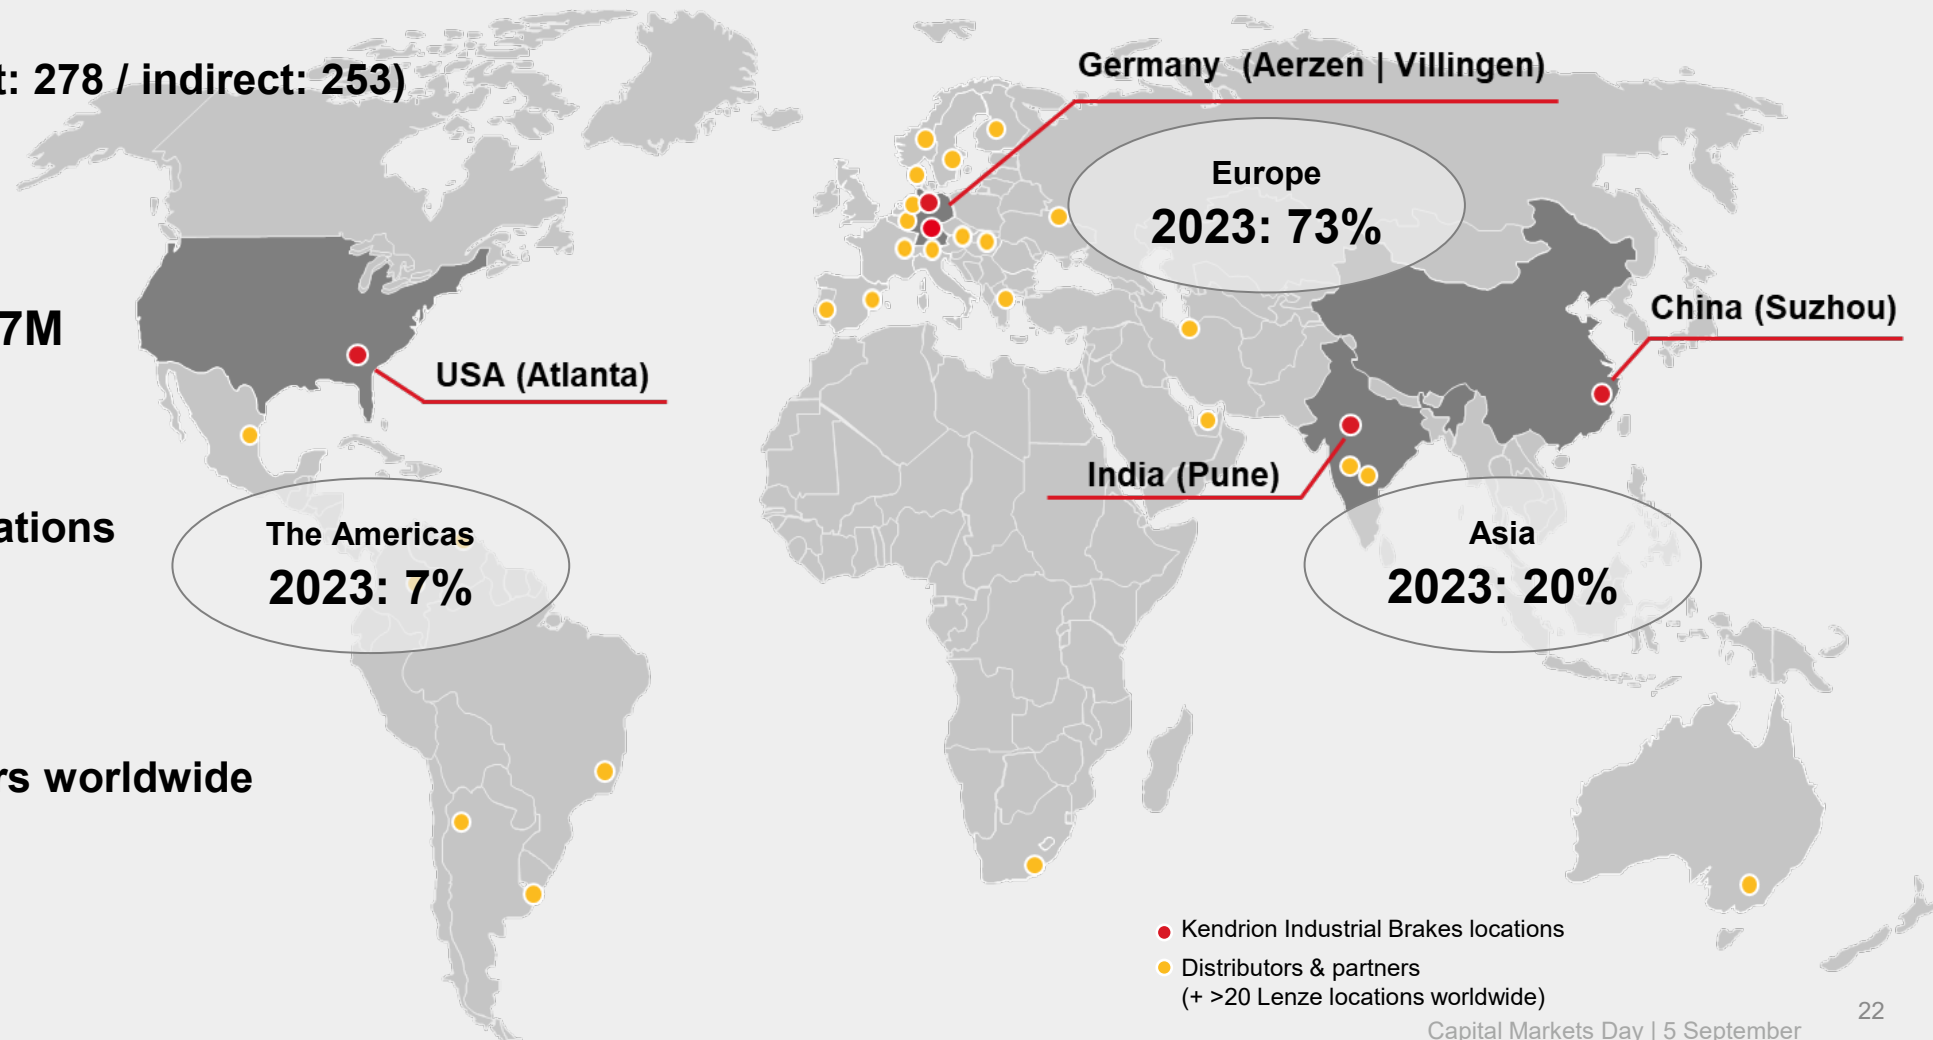 t: 278 / indirect: 253)
Germany (Aerzen | Villingen)
Europe
2023: 73%
China (Suzhou)
7M
USA (Atlanta)
India (Pune)
ations
The Americas
2023: 7%
Asia
2023: 20%
rs worldwide
Kendrion Industrial Brakes locations
Distributors & partners
(+ >20 Lenze locations worldwide)
22
Capital Markets Day | 5 September